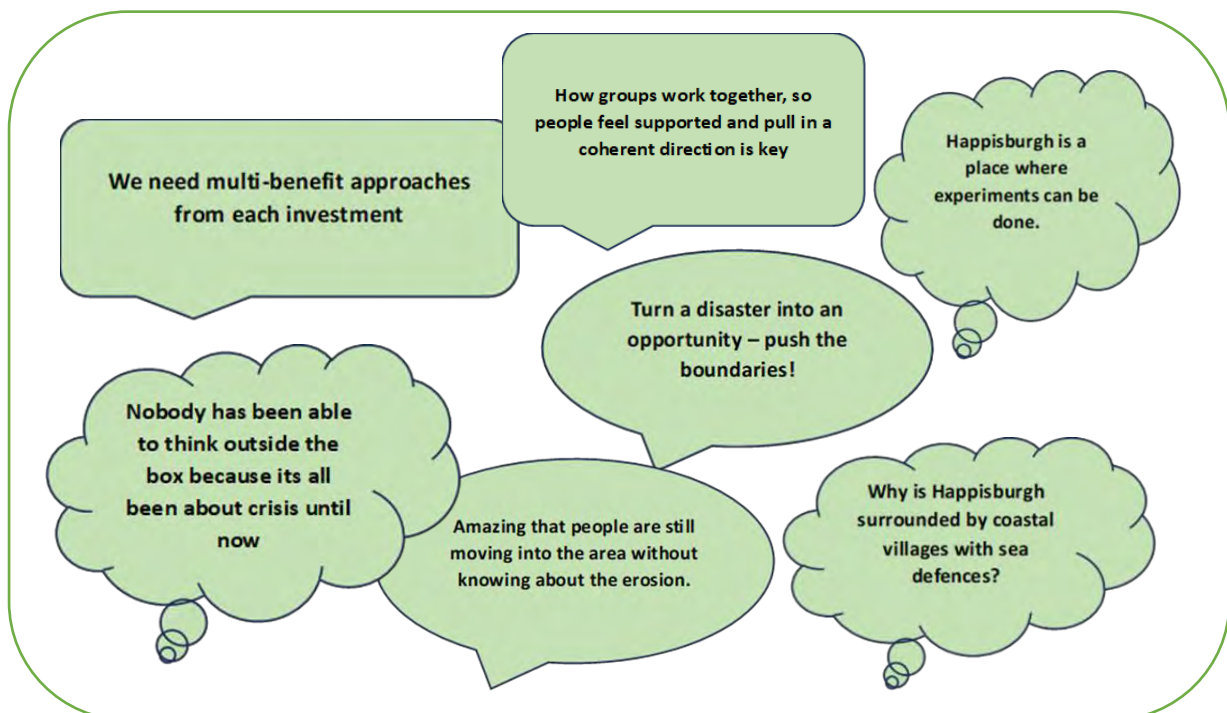 We need multi-benefit approaches
from each investment
How groups work together, so
people feel supported and pull in a
coherent direction is key
Happisburgh is a
place where
experiments can be
done.
Turn a disaster into an
opportunity – push the
boundaries!
Nobody has been able
to think outside the
box because its all
been about crisis until
now
Amazing that people are still
moving into the area without
knowing about the erosion.
Why is Happisburgh
surrounded by coastal
villages with sea
defences?